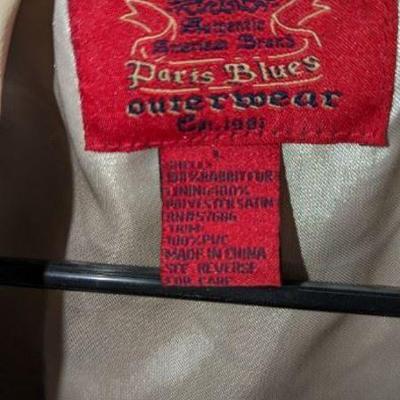 Authentic
American Brand
Paris Blues
outerwear
Est. 1981
L
SHELL:
100% RABBIT FUR
LINING: 100%
POLYESTER SATIN
RN#57686
TRIM:
100% PVC
MADE IN CHINA
SEE REVERSE
FOR CARE